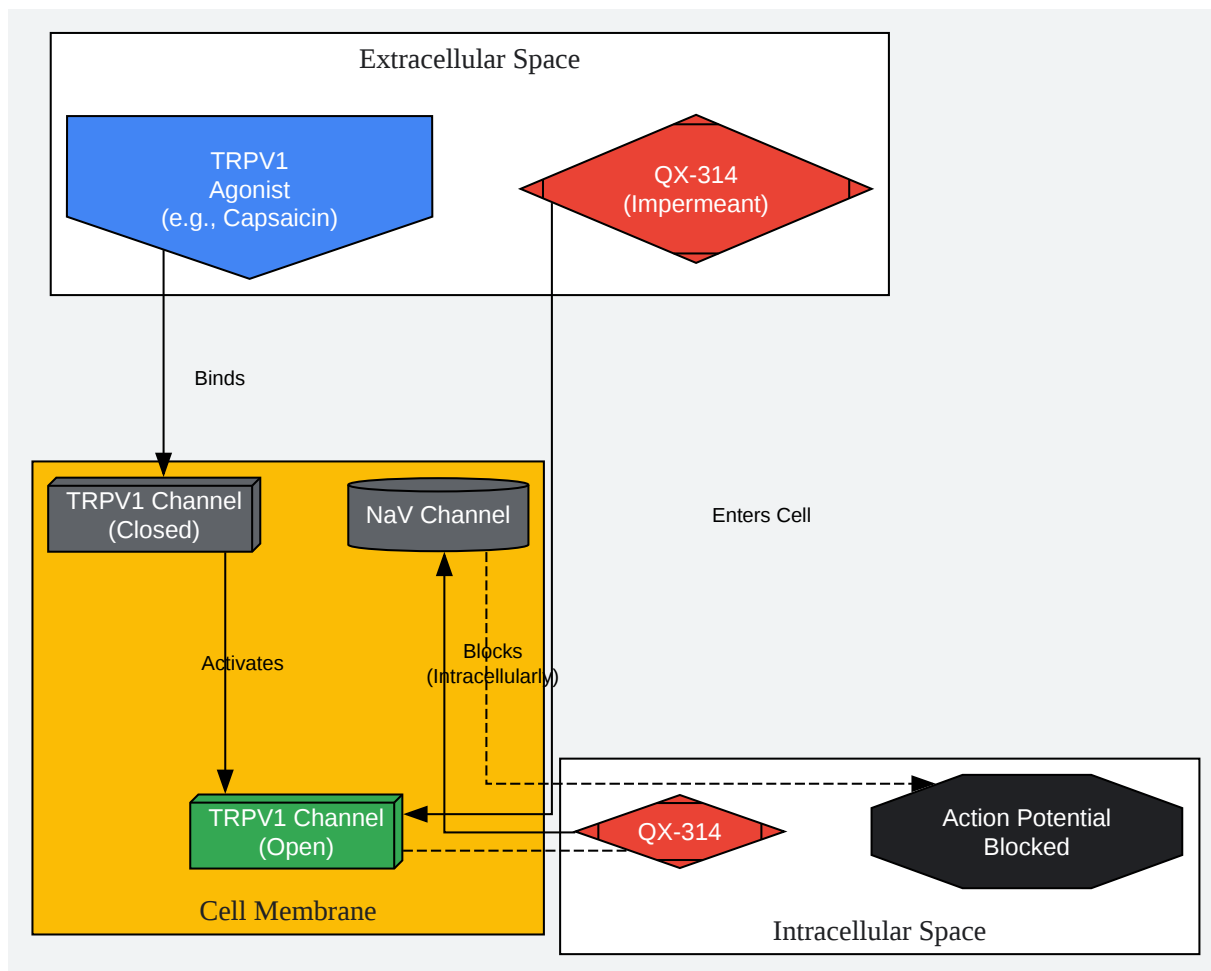 Extracellular Space
TRPV1
Agonist
(e.g., Capsaicin)
QX-314
(Impermeant)
Binds
TRPV1 Channel
(Closed)
NaV Channel
Enters Cell
Activates
Blocks
(Intracellularly)
TRPV1 Channel
(Open)
QX-314
Action Potential
Blocked
Cell Membrane
Intracellular Space